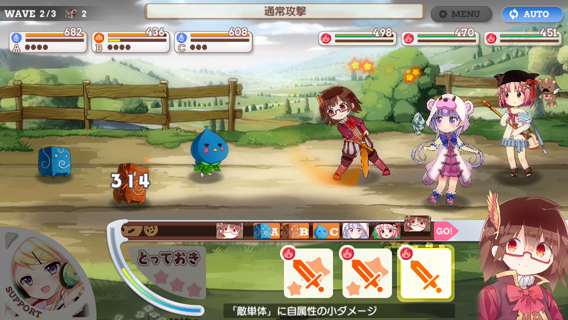 WAVE 2/3 2
通常攻撃
MENU
AUTO
682
436
608
498
470
451
A
B
C
314
A B C GO!
とっておき
SUPPORT
「敵単体」に自属性の小ダメージ